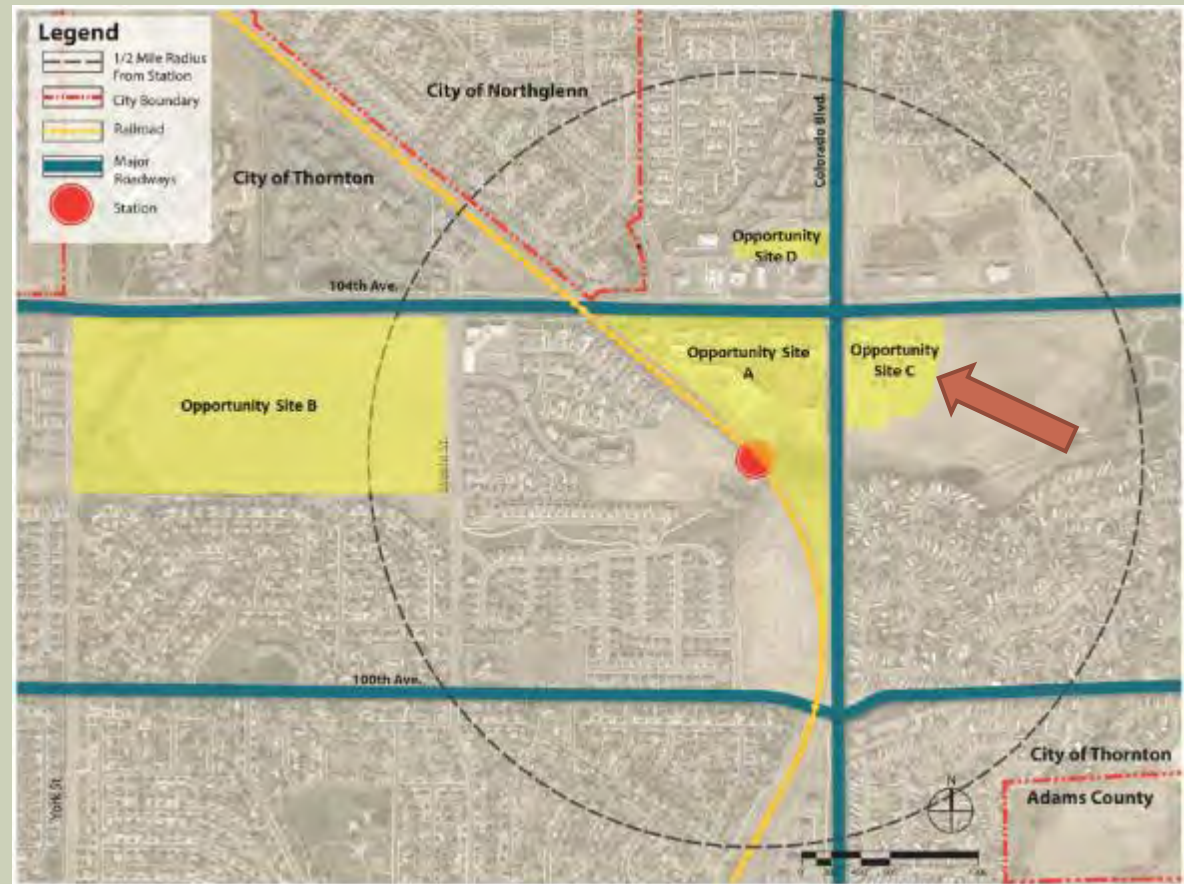 Legend
1/2 Mile Radius
From Station
City Boundary
Railroad
Major
Roadways
Station
City of Northglenn
City of Thornton
Colorado Blvd.
Opportunity
Site D
104th Ave.
Opportunity Site
A
Opportunity
Site C
Opportunity Site B
100th Ave.
York St
City of Thornton
N
Adams County
0